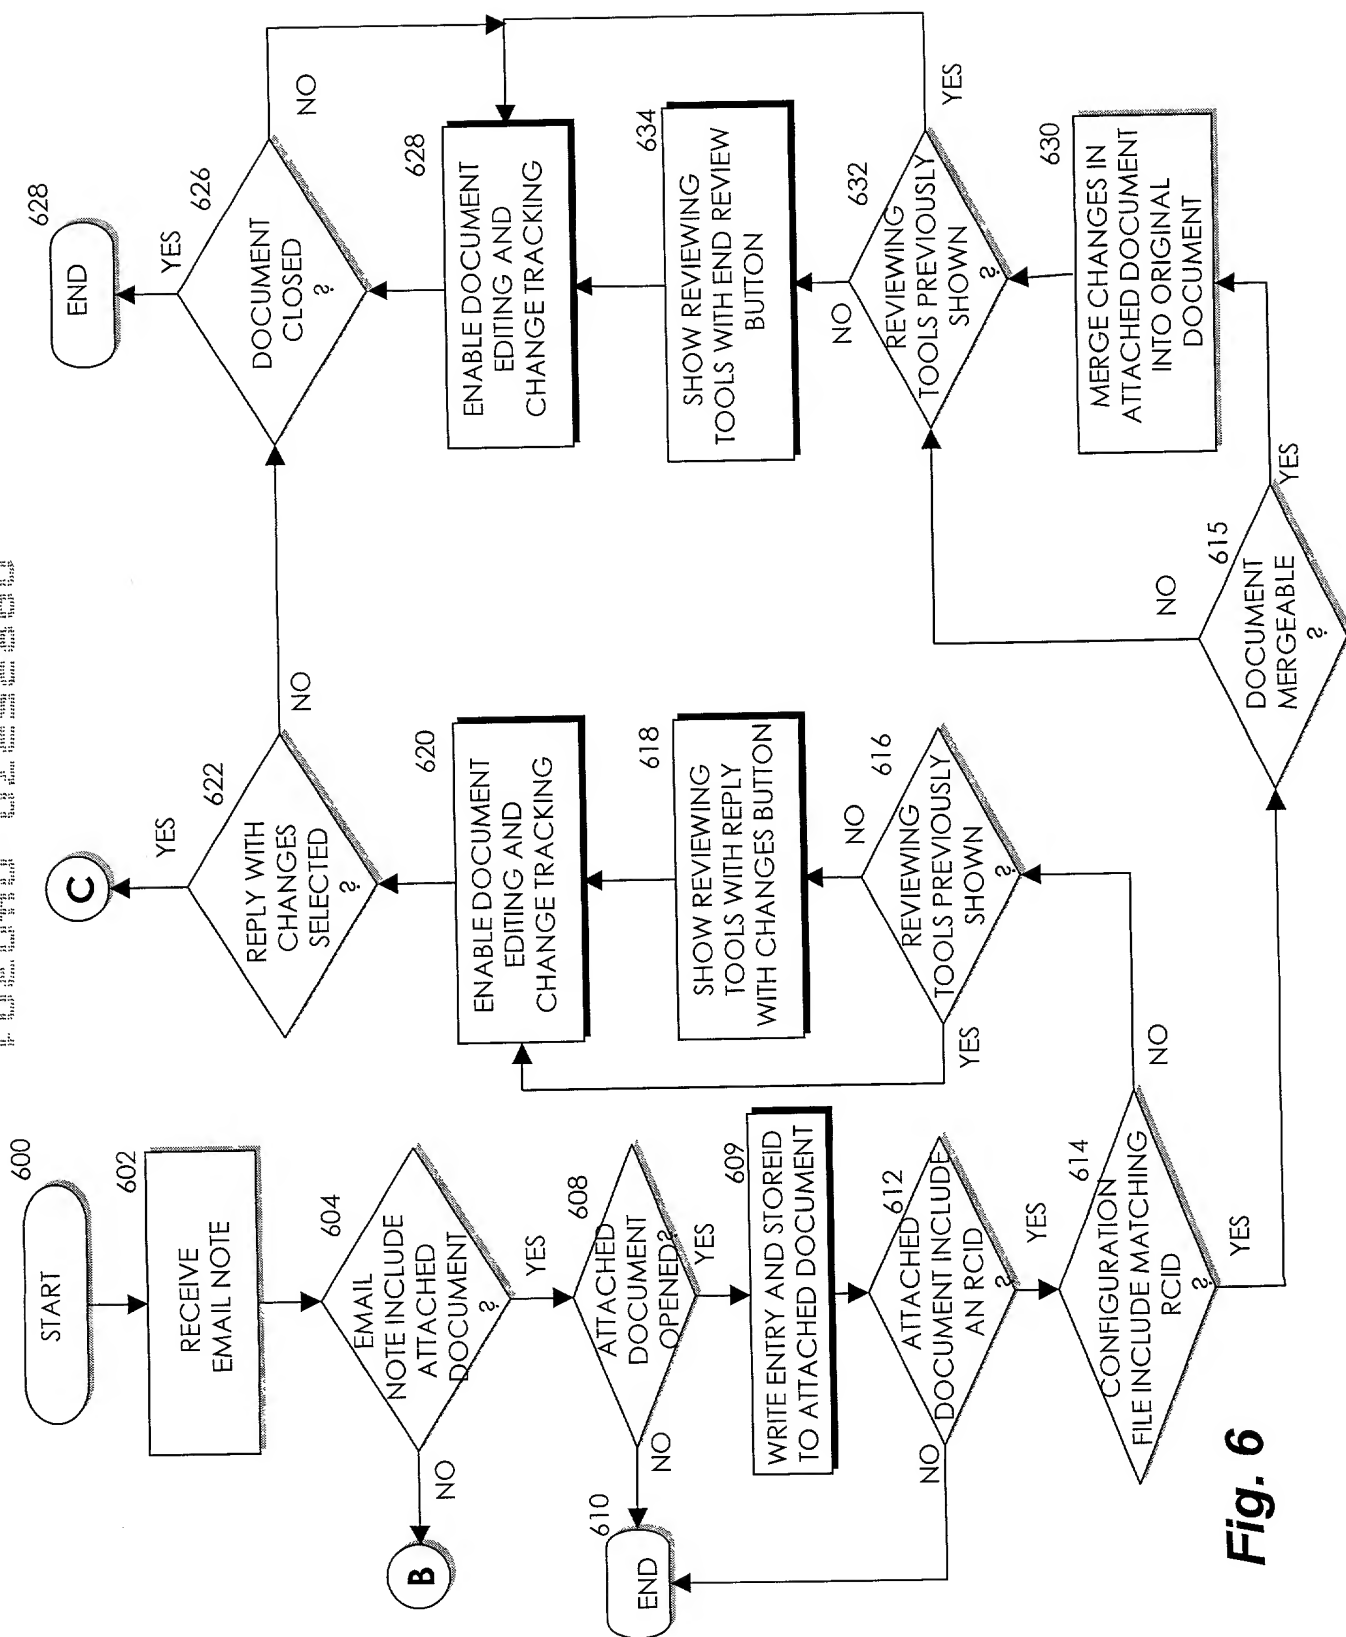 START
600
RECEIVE
EMAIL NOTE
602
EMAIL
NOTE INCLUDE
ATTACHED
DOCUMENT
?
604
NO
B
YES
ATTACHED
DOCUMENT
OPENED?
608
NO
END
610
YES
WRITE ENTRY AND STOREID
TO ATTACHED DOCUMENT
609
ATTACHED
DOCUMENT INCLUDE
AN RCID
?
612
NO
YES
CONFIGURATION
FILE INCLUDE MATCHING
RCID
?
614
NO
YES
C
YES
REPLY WITH
CHANGES
SELECTED
?
622
NO
ENABLE DOCUMENT
EDITING AND
CHANGE TRACKING
620
SHOW REVIEWING
TOOLS WITH REPLY
WITH CHANGES BUTTON
618
NO
REVIEWING
TOOLS PREVIOUSLY
SHOWN
?
616
YES
DOCUMENT
MERGEABLE
?
615
NO
YES
END
628
YES
DOCUMENT
CLOSED
?
626
NO
ENABLE DOCUMENT
EDITING AND
CHANGE TRACKING
628
SHOW REVIEWING
TOOLS WITH END REVIEW
BUTTON
634
NO
REVIEWING
TOOLS PREVIOUSLY
SHOWN
?
632
YES
MERGE CHANGES IN
ATTACHED DOCUMENT
INTO ORIGINAL
DOCUMENT
630
Fig. 6